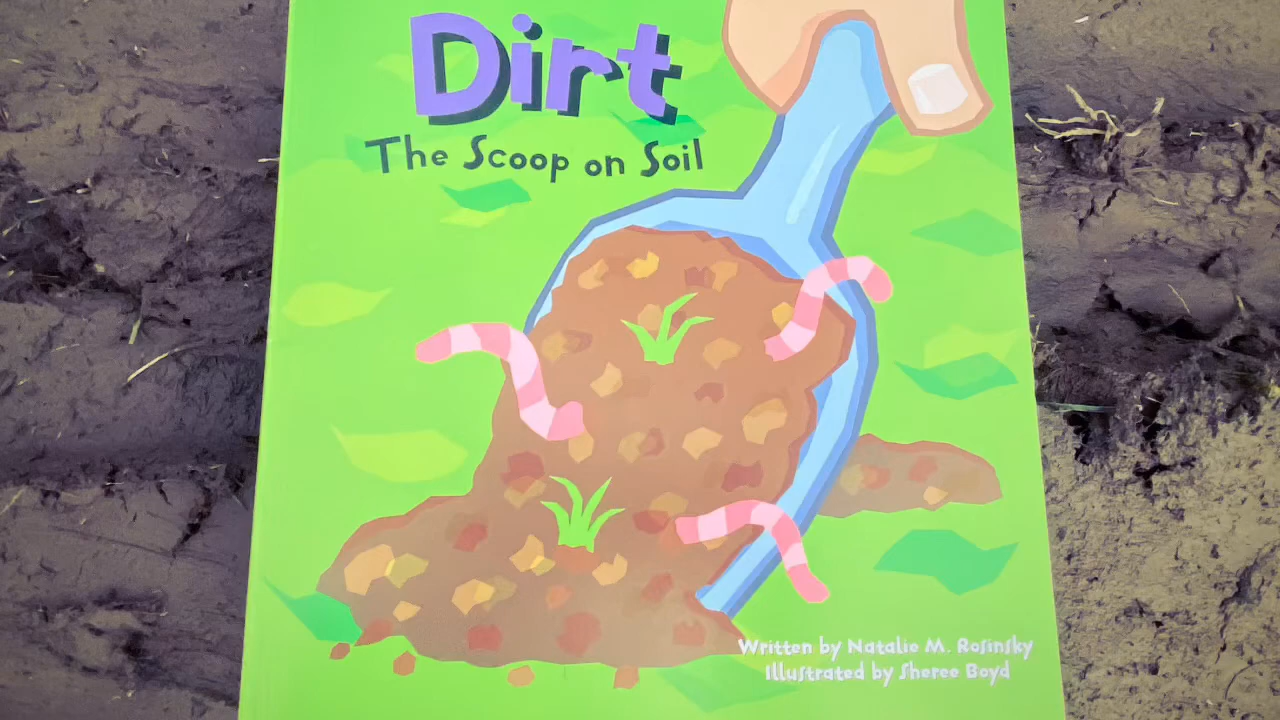 Dirt
The Scoop on Soil
Written by Natalie M. Rosinsky
Illustrated by Sheree Boyd